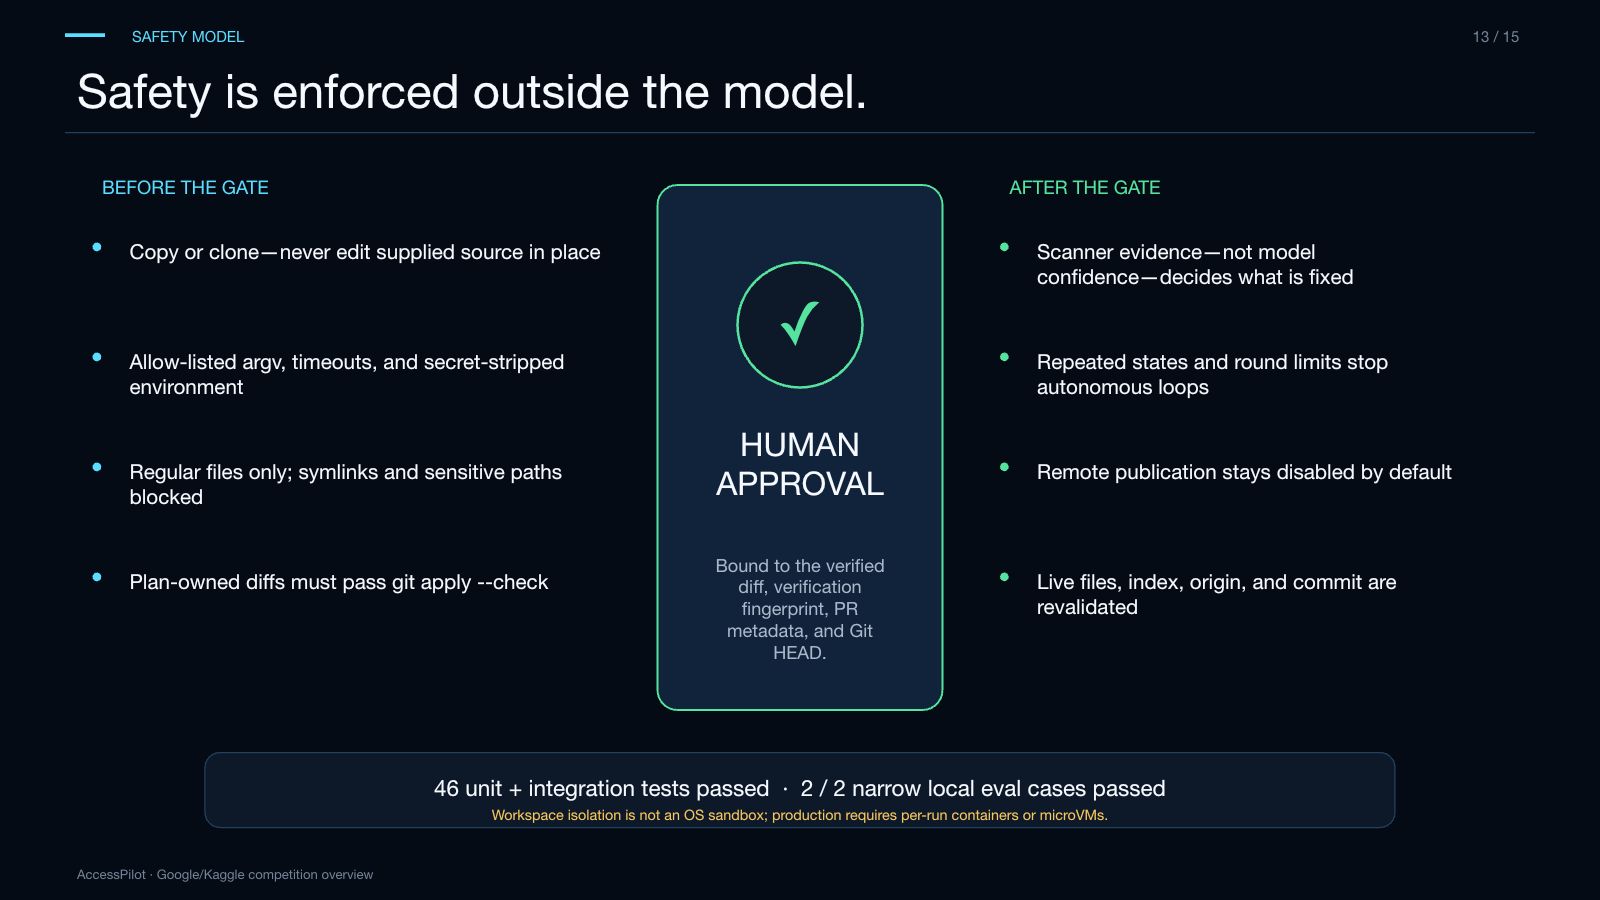 SAFETY MODEL
13 / 15
Safety is enforced outside the model.
BEFORE THE GATE
Copy or clone—never edit supplied source in place
Allow-listed argv, timeouts, and secret-stripped
environment
Regular files only; symlinks and sensitive paths
blocked
Plan-owned diffs must pass git apply --check
HUMAN
APPROVAL
Bound to the verified
diff, verification
fingerprint, PR
metadata, and Git
HEAD.
AFTER THE GATE
Scanner evidence—not model
confidence—decides what is fixed
Repeated states and round limits stop
autonomous loops
Remote publication stays disabled by default
Live files, index, origin, and commit are
revalidated
46 unit + integration tests passed · 2 / 2 narrow local eval cases passed
Workspace isolation is not an OS sandbox; production requires per-run containers or microVMs.
AccessPilot · Google/Kaggle competition overview